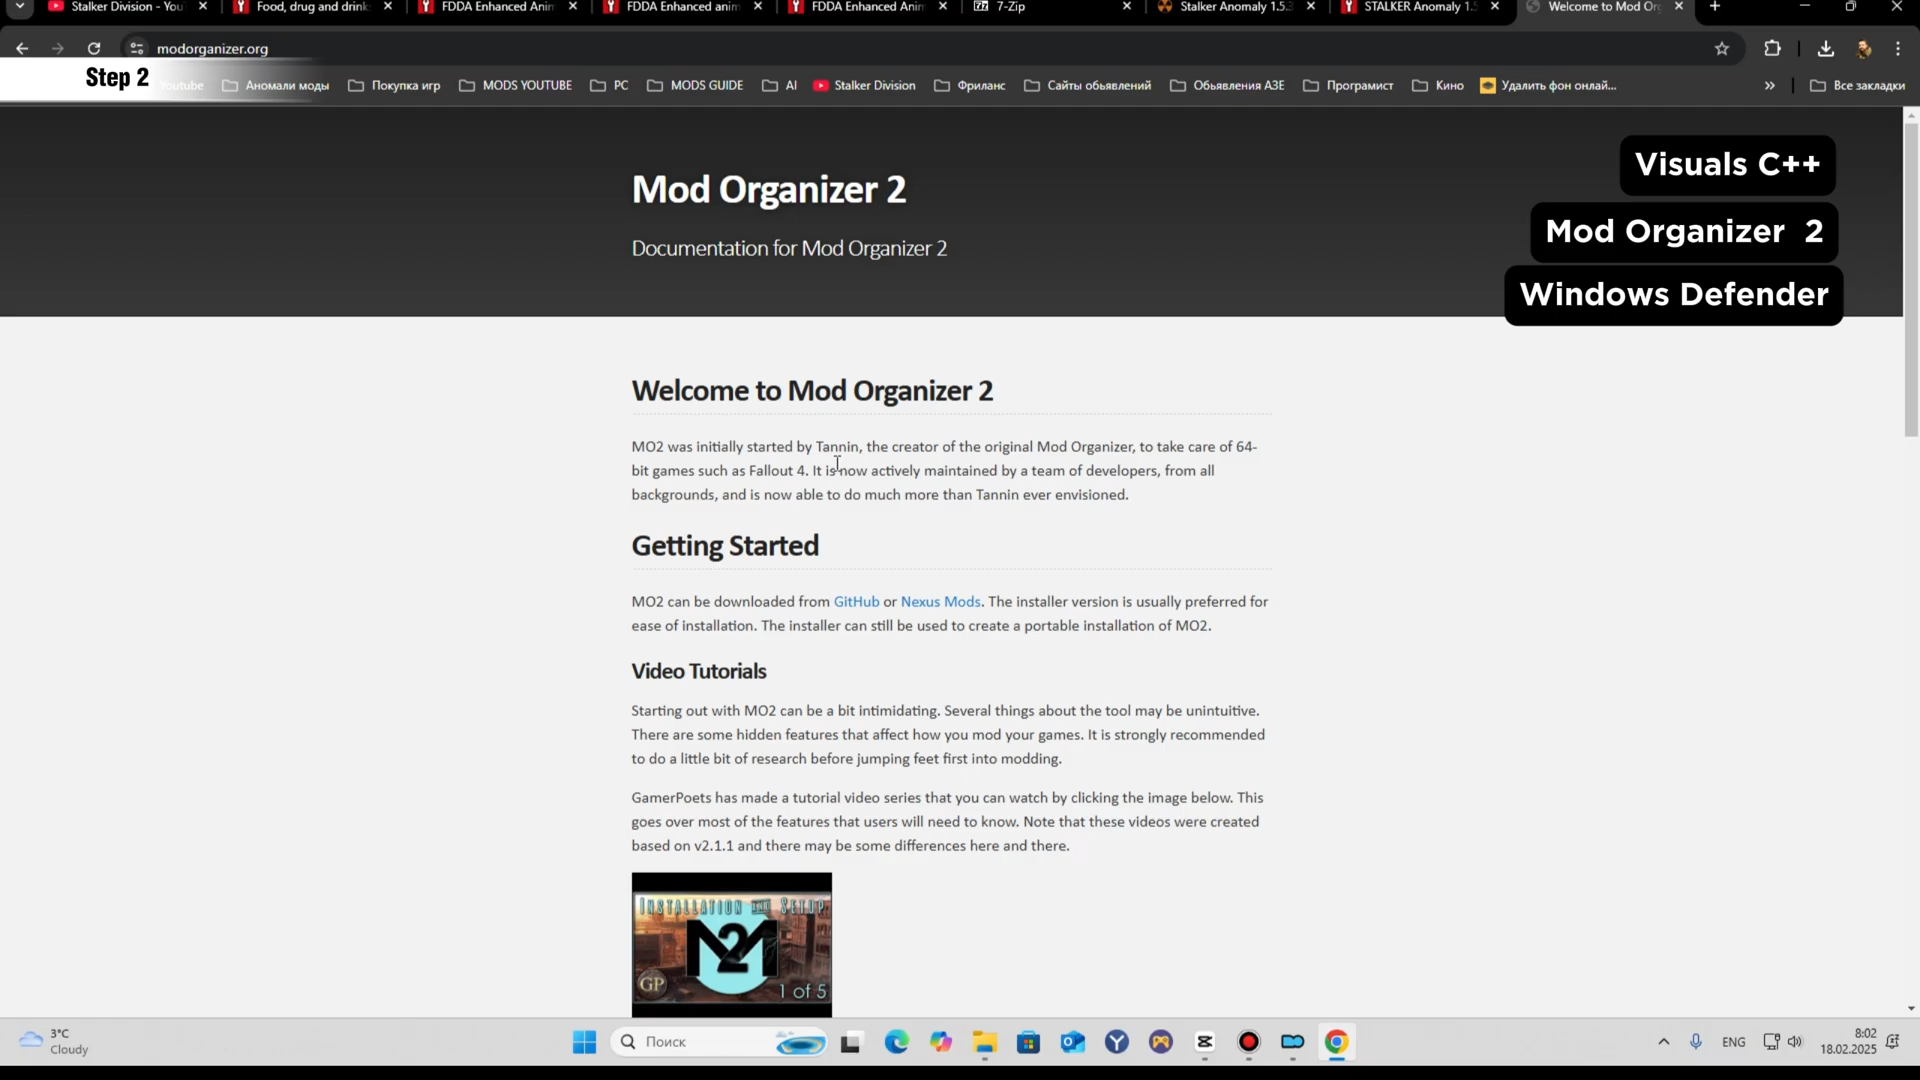 Stalker Division - You
Food, drug and drink
FDDA Enhanced Anim
FDDA Enhanced anim
FDDA Enhanced Anim
7-Zip
Stalker Anomaly 1.5.3
STALKER Anomaly 1.5
Welcome to Mod Org
modorganizer.org
Step 2
Youtube
Аномали моды
Покупка игр
MODS YOUTUBE
PC
MODS GUIDE
AI
Stalker Division
Фриланс
Сайты обьявлений
Обьявления АЗЕ
Програмист
Кино
Удалить фон онлай...
Все закладки
Mod Organizer 2
Documentation for Mod Organizer 2
Visuals C++
Mod Organizer 2
Windows Defender
Welcome to Mod Organizer 2
MO2 was initially started by Tannin, the creator of the original Mod Organizer, to take care of 64-
bit games such as Fallout 4. It is now actively maintained by a team of developers, from all
backgrounds, and is now able to do much more than Tannin ever envisioned.
Getting Started
MO2 can be downloaded from GitHub or Nexus Mods. The installer version is usually preferred for
ease of installation. The installer can still be used to create a portable installation of MO2.
Video Tutorials
Starting out with MO2 can be a bit intimidating. Several things about the tool may be unintuitive.
There are some hidden features that affect how you mod your games. It is strongly recommended
to do a little bit of research before jumping feet first into modding.
GamerPoets has made a tutorial video series that you can watch by clicking the image below. This
goes over most of the features that users will need to know. Note that these videos were created
based on v2.1.1 and there may be some differences here and there.
INSTALLATION AND SETUP
M2
GP
1 of 5
3°C
Cloudy
Поиск
ENG
8:02
18.02.2025